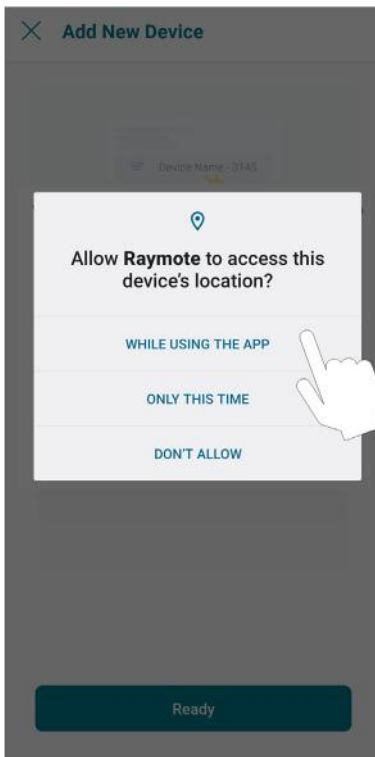 Add New Device
Device Name - 3145
Allow Raymote to access this
device's location?
WHILE USING THE APP
ONLY THIS TIME
DON'T ALLOW
Ready